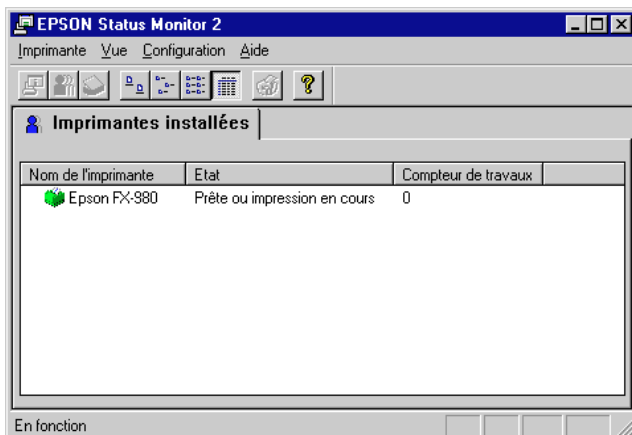 EPSON Status Monitor 2
Imprimante Vue Configuration Aide
Imprimantes installées
Nom de l'imprimante Etat Compteur de travaux
Epson FX-980 Prête ou impression en cours 0
En fonction